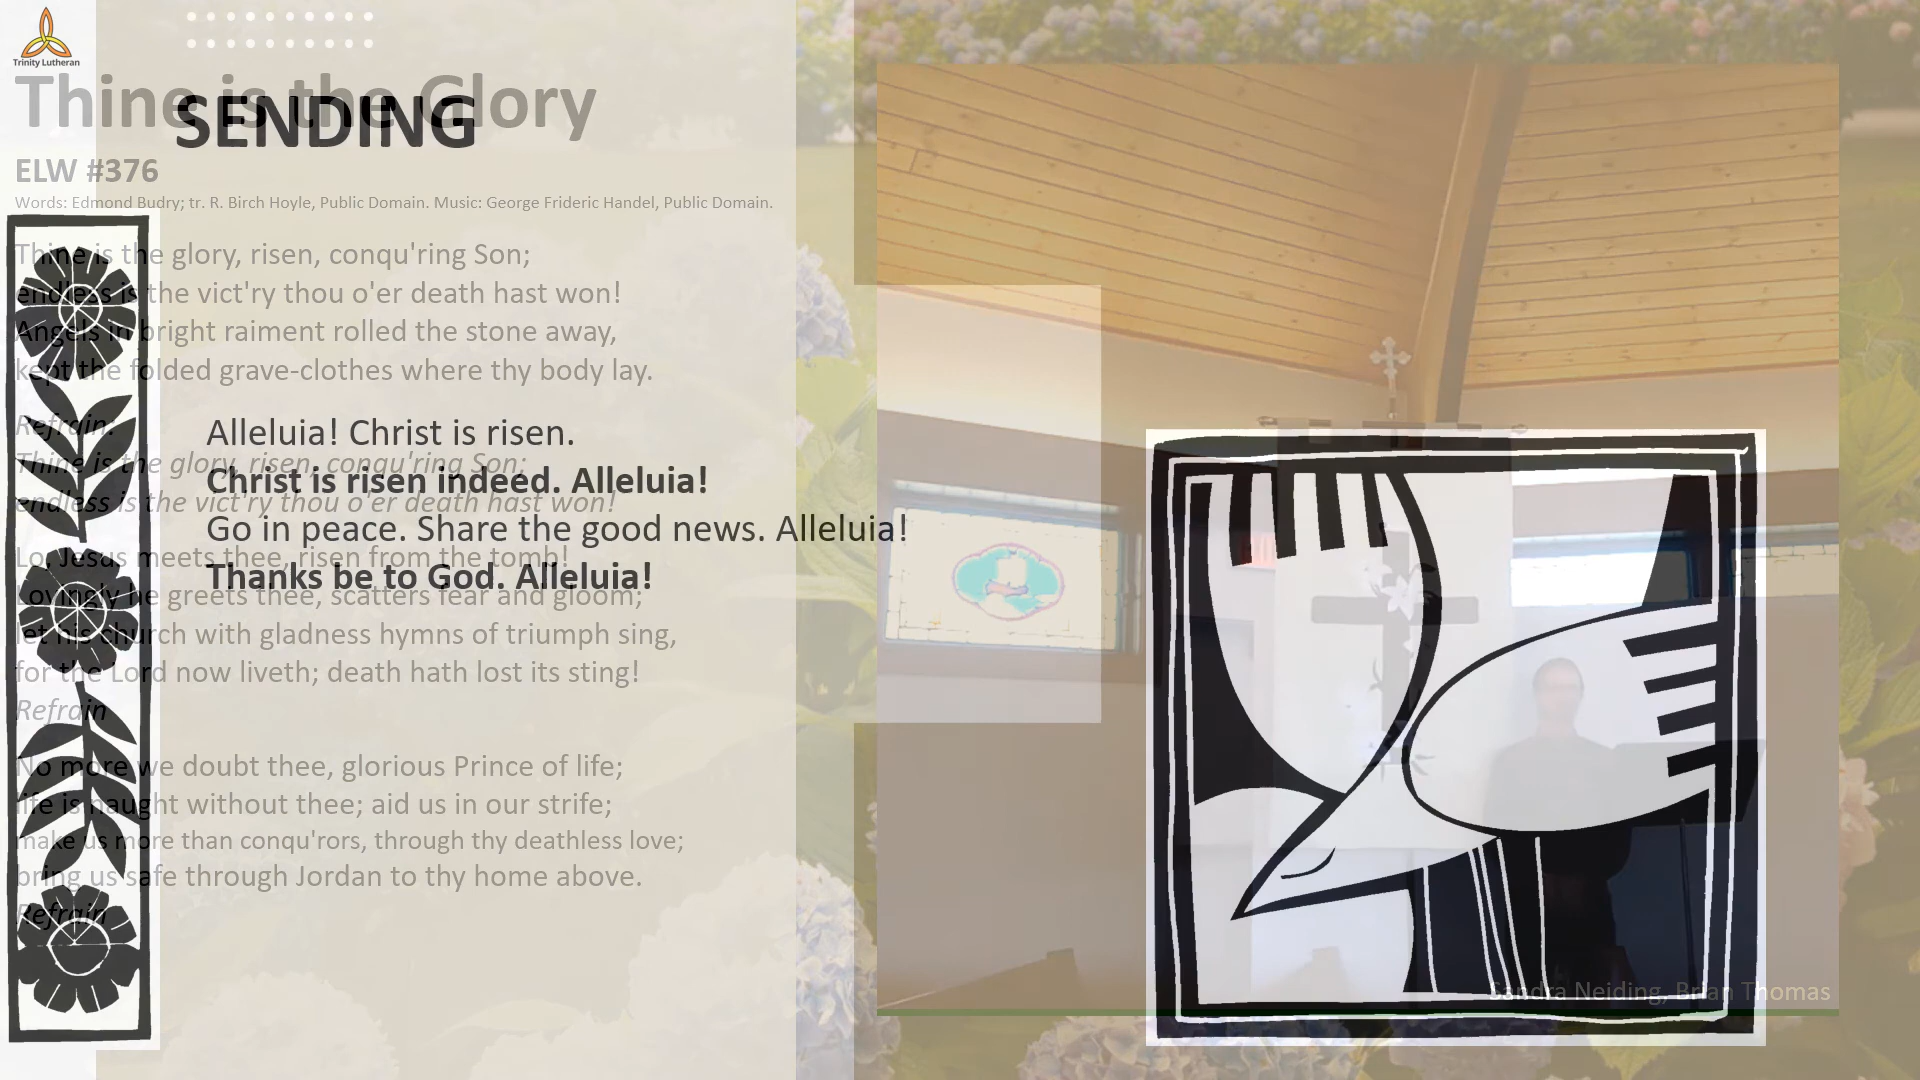 Trinity Lutheran
Thine is the Glory
SENDING
ELW #376
Words: Edmond Budry; tr. R. Birch Hoyle, Public Domain. Music: George Frideric Handel, Public Domain.
Thine is the glory, risen, conqu'ring Son;
endless is the vict'ry thou o'er death hast won!
Angels in bright raiment rolled the stone away,
kept the folded grave-clothes where thy body lay.
Refrain:
Thine is the glory, risen, conqu'ring Son;
endless is the vict'ry thou o'er death hast won!
Alleluia! Christ is risen.
Christ is risen indeed. Alleluia!
Go in peace. Share the good news. Alleluia!
Thanks be to God. Alleluia!
Lo, Jesus meets thee, risen from the tomb!
Lovingly he greets thee, scatters fear and gloom;
let his church with gladness hymns of triumph sing,
for the Lord now liveth; death hath lost its sting!
Refrain
No more we doubt thee, glorious Prince of life;
life is naught without thee; aid us in our strife;
make us more than conqu'rors, through thy deathless love;
bring us safe through Jordan to thy home above.
Refrain
Sandra Neiding, Brian Thomas